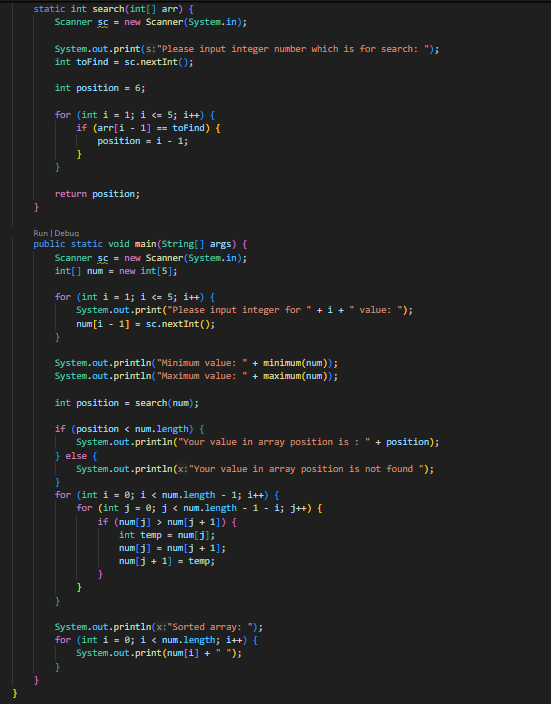 static int search(int[] arr) {
Scanner sc = new Scanner(System.in);
System.out.print(s:"Please input integer number which is for search: ");
int toFind = sc.nextInt();
int position = 6;
for (int i = 1; i <= 5; i++) {
if (arr[i - 1] == toFind) {
position = i - 1;
}
}
return position;
}
Run | Debug
public static void main(String[] args) {
Scanner sc = new Scanner(System.in);
int[] num = new int[5];
for (int i = 1; i <= 5; i++) {
System.out.print("Please input integer for " + i + " value: ");
num[i - 1] = sc.nextInt();
}
System.out.println("Minimum value: " + minimum(num));
System.out.println("Maximum value: " + maximum(num));
int position = search(num);
if (position < num.length) {
System.out.println("Your value in array position is : " + position);
} else {
System.out.println(x:"Your value in array position is not found ");
}
for (int i = 0; i < num.length - 1; i++) {
for (int j = 0; j < num.length - 1 - i; j++) {
if (num[j] > num[j + 1]) {
int temp = num[j];
num[j] = num[j + 1];
num[j + 1] = temp;
}
}
}
System.out.println(x:"Sorted array: ");
for (int i = 0; i < num.length; i++) {
System.out.print(num[i] + " ");
}
}
}